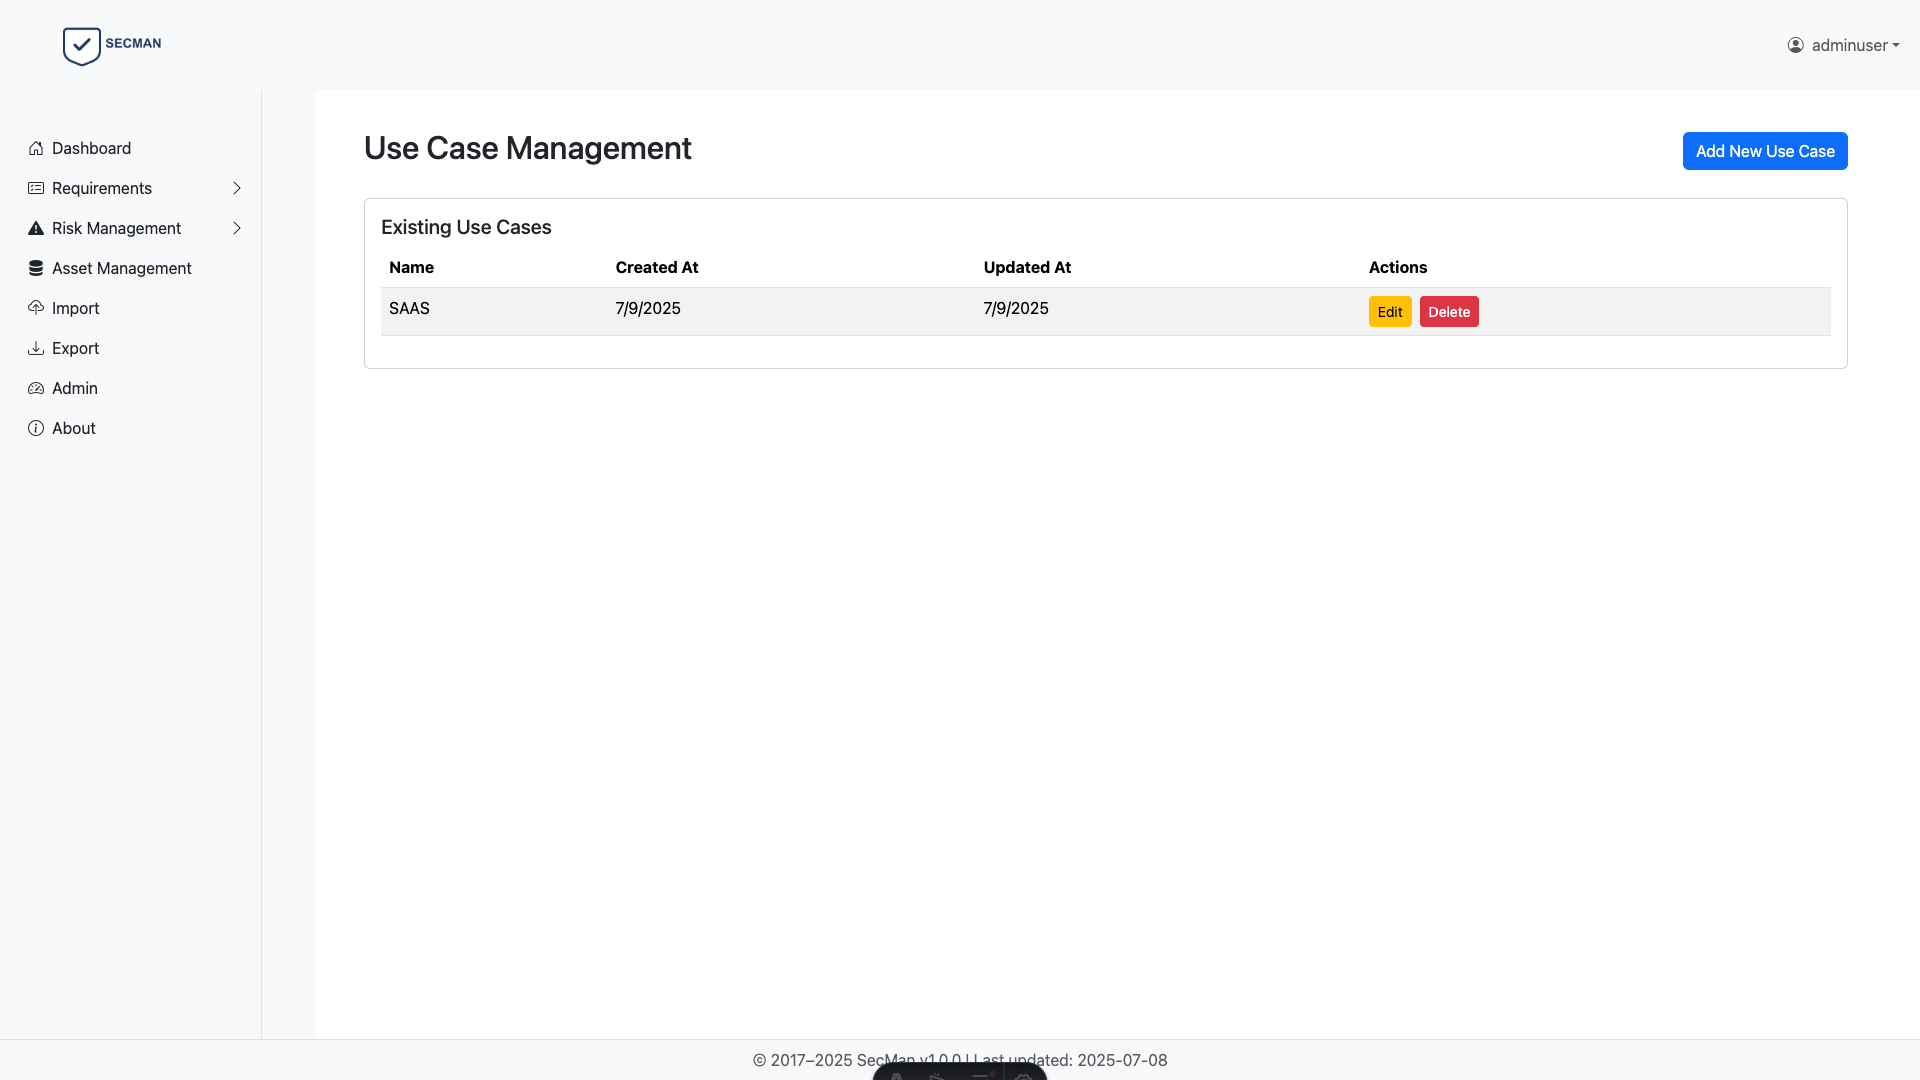 SECMAN
adminuser
Dashboard
Requirements
Risk Management
Asset Management
Import
Export
Admin
About
Use Case Management
Add New Use Case
Existing Use Cases
Name Created At Updated At Actions
SAAS 7/9/2025 7/9/2025 Edit Delete
© 2017–2025 SecMan v1.0.0 | Last updated: 2025-07-08